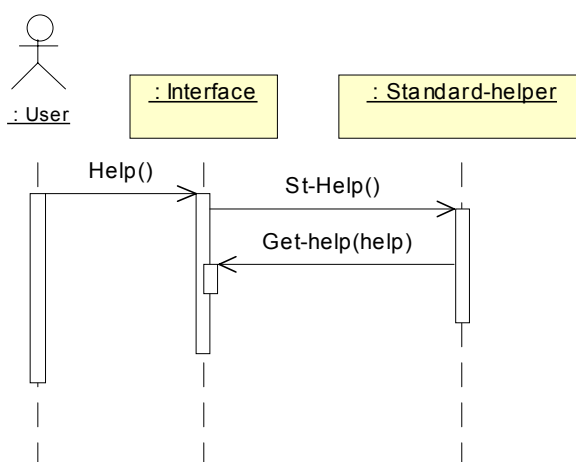 : Interface
: Standard-helper
: User
Help()
St-Help()
Get-help(help)